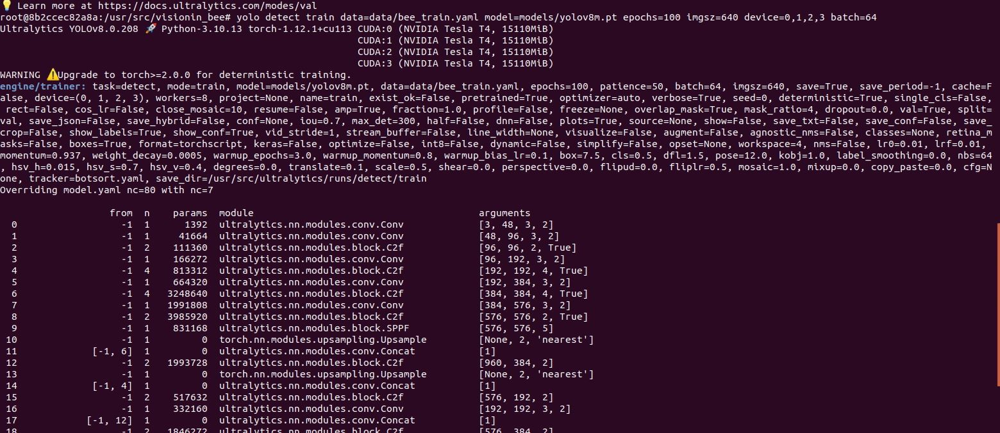 💡 Learn more at https://docs.ultralytics.com/modes/val
root@8b2ccec82a8a:/usr/src/visionin_bee# yolo detect train data=data/bee_train.yaml model=models/yolov8m.pt epochs=100 imgsz=640 device=0,1,2,3 batch=64
Ultralytics YOLOv8.0.208 🚀 Python-3.10.13 torch-1.12.1+cu113 CUDA:0 (NVIDIA Tesla T4, 15110MiB)
CUDA:1 (NVIDIA Tesla T4, 15110MiB)
CUDA:2 (NVIDIA Tesla T4, 15110MiB)
CUDA:3 (NVIDIA Tesla T4, 15110MiB)
WARNING ⚠️Upgrade to torch>=2.0.0 for deterministic training.
engine/trainer: task=detect, mode=train, model=models/yolov8m.pt, data=data/bee_train.yaml, epochs=100, patience=50, batch=64, imgsz=640, save=True, save_period=-1, cache=F
alse, device=(0, 1, 2, 3), workers=8, project=None, name=train, exist_ok=False, pretrained=True, optimizer=auto, verbose=True, seed=0, deterministic=True, single_cls=False,
rect=False, cos_lr=False, close_mosaic=10, resume=False, amp=True, fraction=1.0, profile=False, freeze=None, overlap_mask=True, mask_ratio=4, dropout=0.0, val=True, split=
val, save_json=False, save_hybrid=False, conf=None, iou=0.7, max_det=300, half=False, dnn=False, plots=True, source=None, show=False, save_txt=False, save_conf=False, save_
crop=False, show_labels=True, show_conf=True, vid_stride=1, stream_buffer=False, line_width=None, visualize=False, augment=False, agnostic_nms=False, classes=None, retina_m
asks=False, boxes=True, format=torchscript, keras=False, optimize=False, int8=False, dynamic=False, simplify=False, opset=None, workspace=4, nms=False, lr0=0.01, lrf=0.01,
momentum=0.937, weight_decay=0.0005, warmup_epochs=3.0, warmup_momentum=0.8, warmup_bias_lr=0.1, box=7.5, cls=0.5, dfl=1.5, pose=12.0, kobj=1.0, label_smoothing=0.0, nbs=64
, hsv_h=0.015, hsv_s=0.7, hsv_v=0.4, degrees=0.0, translate=0.1, scale=0.5, shear=0.0, perspective=0.0, flipud=0.0, fliplr=0.5, mosaic=1.0, mixup=0.0, copy_paste=0.0, cfg=N
one, tracker=botsort.yaml, save_dir=/usr/src/ultralytics/runs/detect/train
Overriding model.yaml nc=80 with nc=7
from n params module arguments
0 -1 1 1392 ultralytics.nn.modules.conv.Conv [3, 48, 3, 2]
1 -1 1 41664 ultralytics.nn.modules.conv.Conv [48, 96, 3, 2]
2 -1 2 111360 ultralytics.nn.modules.block.C2f [96, 96, 2, True]
3 -1 1 166272 ultralytics.nn.modules.conv.Conv [96, 192, 3, 2]
4 -1 4 813312 ultralytics.nn.modules.block.C2f [192, 192, 4, True]
5 -1 1 664320 ultralytics.nn.modules.conv.Conv [192, 384, 3, 2]
6 -1 4 3248640 ultralytics.nn.modules.block.C2f [384, 384, 4, True]
7 -1 1 1991808 ultralytics.nn.modules.conv.Conv [384, 576, 3, 2]
8 -1 2 3985920 ultralytics.nn.modules.block.C2f [576, 576, 2, True]
9 -1 1 831168 ultralytics.nn.modules.block.SPPF [576, 576, 5]
10 -1 1 0 torch.nn.modules.upsampling.Upsample [None, 2, 'nearest']
11 [-1, 6] 1 0 ultralytics.nn.modules.conv.Concat [1]
12 -1 2 1993728 ultralytics.nn.modules.block.C2f [960, 384, 2]
13 -1 1 0 torch.nn.modules.upsampling.Upsample [None, 2, 'nearest']
14 [-1, 4] 1 0 ultralytics.nn.modules.conv.Concat [1]
15 -1 2 517632 ultralytics.nn.modules.block.C2f [576, 192, 2]
16 -1 1 332160 ultralytics.nn.modules.conv.Conv [192, 192, 3, 2]
17 [-1, 12] 1 0 ultralytics.nn.modules.conv.Concat [1]
18 -1 2 1846272 ultralytics.nn.modules.block.C2f [576, 384, 2]